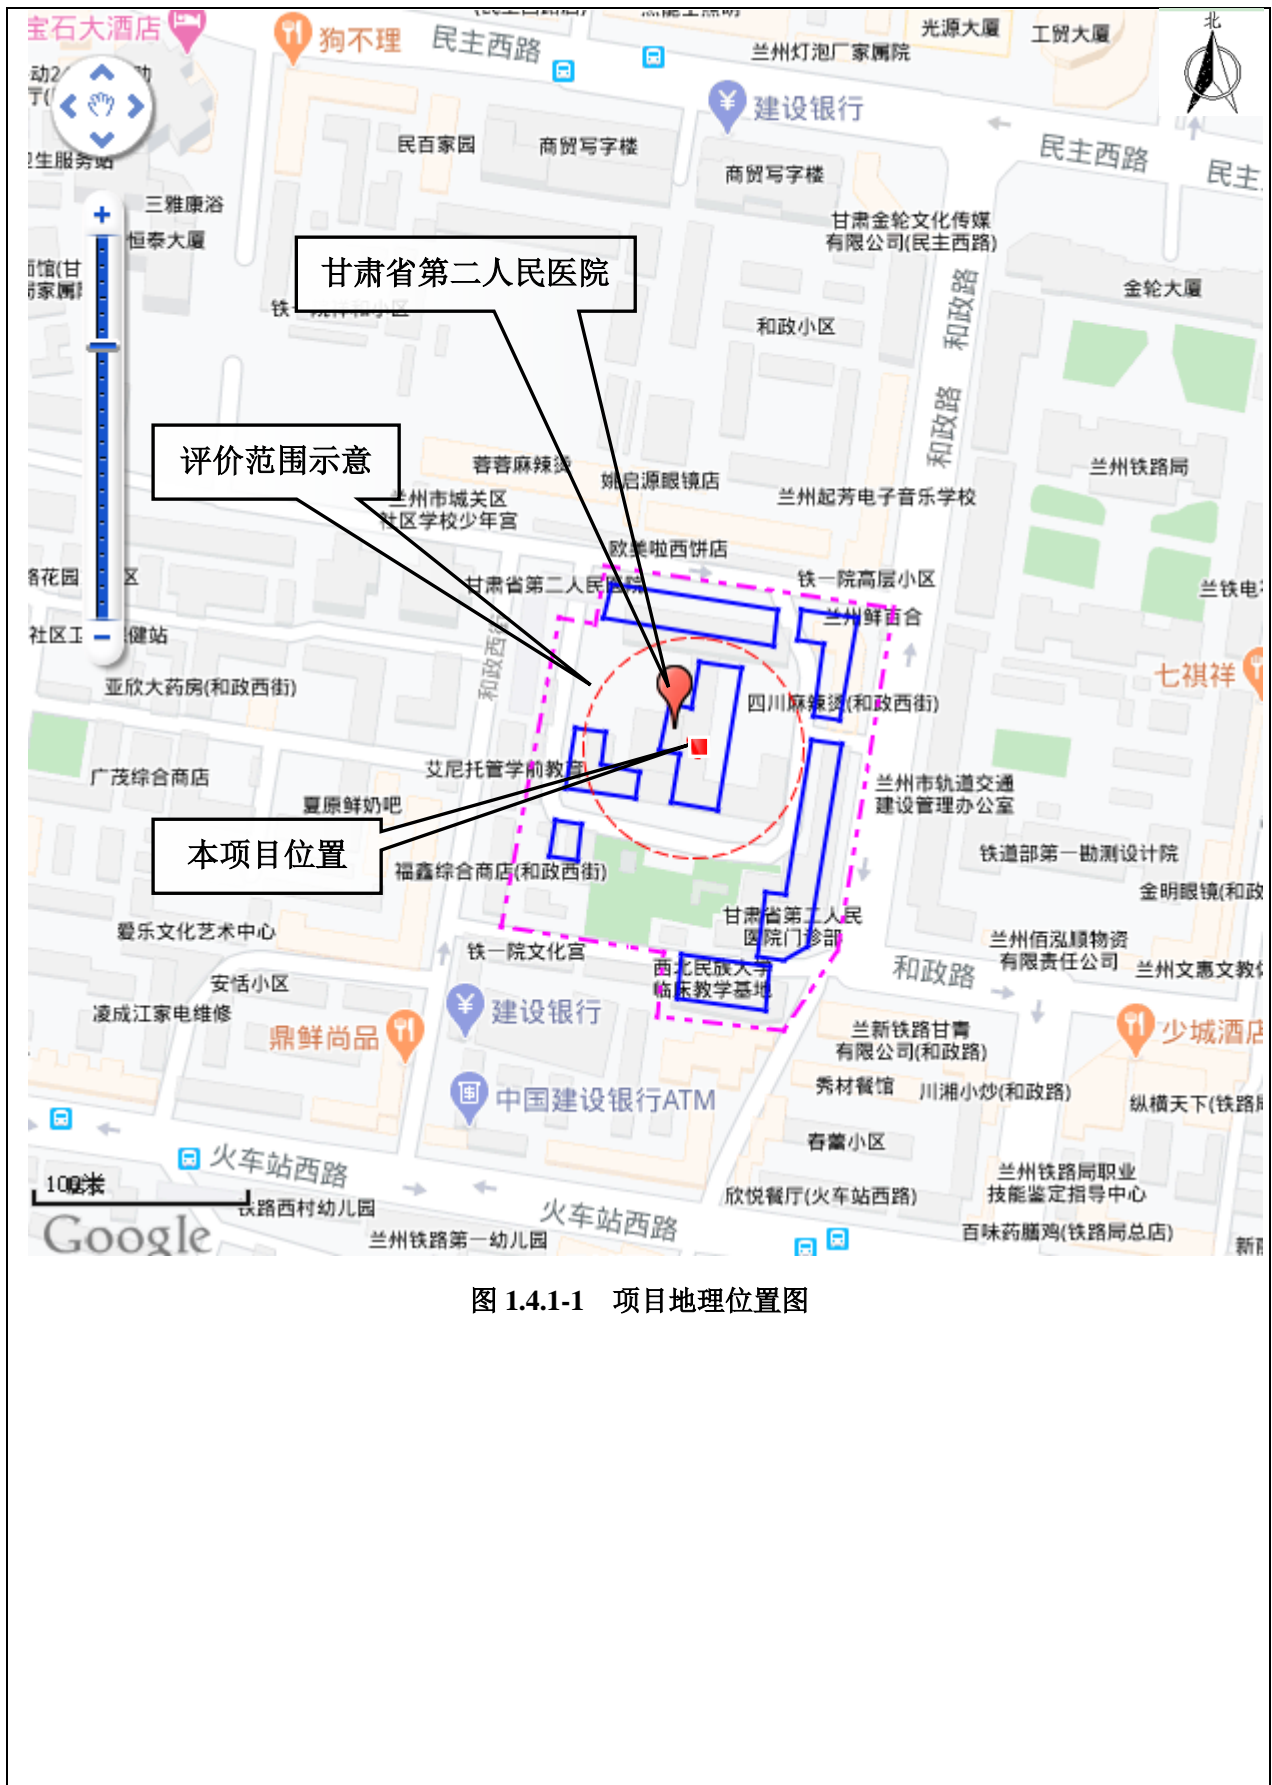 北
宝石大酒店
狗不理
民主西路
兰州灯泡厂家属院
光源大厦
工贸大厦
建设银行
民百家园
商贸写字楼
商贸写字楼
民主西路
民主
卫生服务站
三雅康浴
恒泰大厦
甘肃金轮文化传媒
有限公司(民主西路)
和政路
金轮大厦
甘肃省第二人民医院
和政小区
和政路
评价范围示意
蓉蓉麻辣烫
姚启源眼镜店
兰州市城关区
社区学校少年宫
兰州起芳电子音乐学校
兰州铁路局
欧美啦西饼店
甘肃省第二人民医院
铁一院高层小区
兰铁电
兰州鲜百合
和政西街
七祺祥
亚欣大药房(和政西街)
四川麻辣烫(和政西街)
广茂综合商店
艾尼托管学前教育
夏原鲜奶吧
兰州市轨道交通
建设管理办公室
本项目位置
福鑫综合商店(和政西街)
铁道部第一勘测设计院
金明眼镜(和政
爱乐文化艺术中心
甘肃省第二人民
医院门诊部
铁一院文化宫
西北民族大学
临床教学基地
和政路
兰州佰泓顺物资
有限责任公司
兰州文惠文教
安恬小区
凌成江家电维修
鼎鲜尚品
建设银行
兰新铁路甘青
有限公司(和政路)
少城酒店
中国建设银行ATM
秀材餐馆
川湘小炒(和政路)
纵横天下(铁路
春蕾小区
火车站西路
兰州铁路局职业
技能鉴定指导中心
100米
铁路西村幼儿园
火车站西路
欣悦餐厅(火车站西路)
Google
兰州铁路第一幼儿园
百味药膳鸡(铁路局总店)
图 1.4.1-1 项目地理位置图